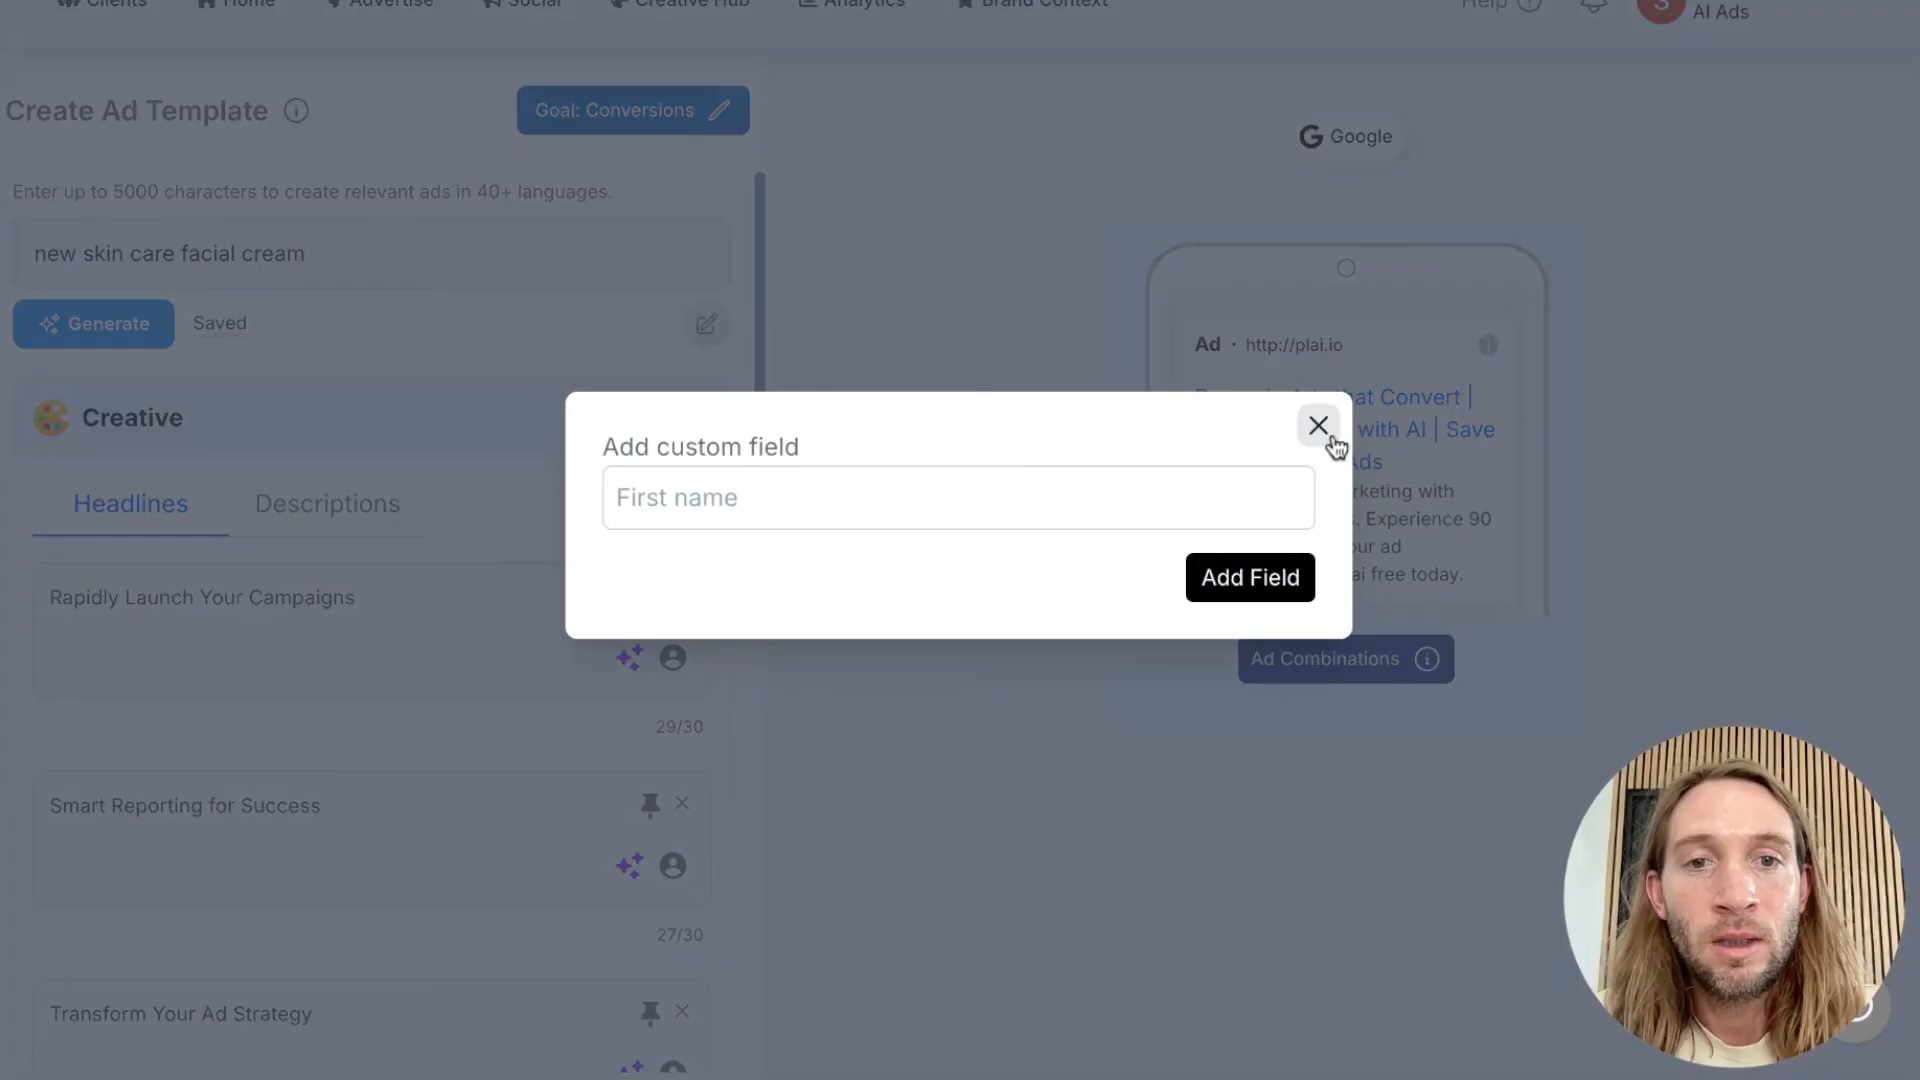 Clients Home Advertise Social Creative Hub Analytics Brand Context Help AI Ads
Create Ad Template
Goal: Conversions
Google
Enter up to 5000 characters to create relevant ads in 40+ languages.
new skin care facial cream
Generate Saved
Ad · http://plai.io
Creative
hat Convert |
with AI | Save
Ads
Add custom field
First name
Headlines Descriptions
rketing with
. Experience 90
our ad
ai free today.
Add Field
Rapidly Launch Your Campaigns
Ad Combinations
29/30
Smart Reporting for Success
27/30
Transform Your Ad Strategy